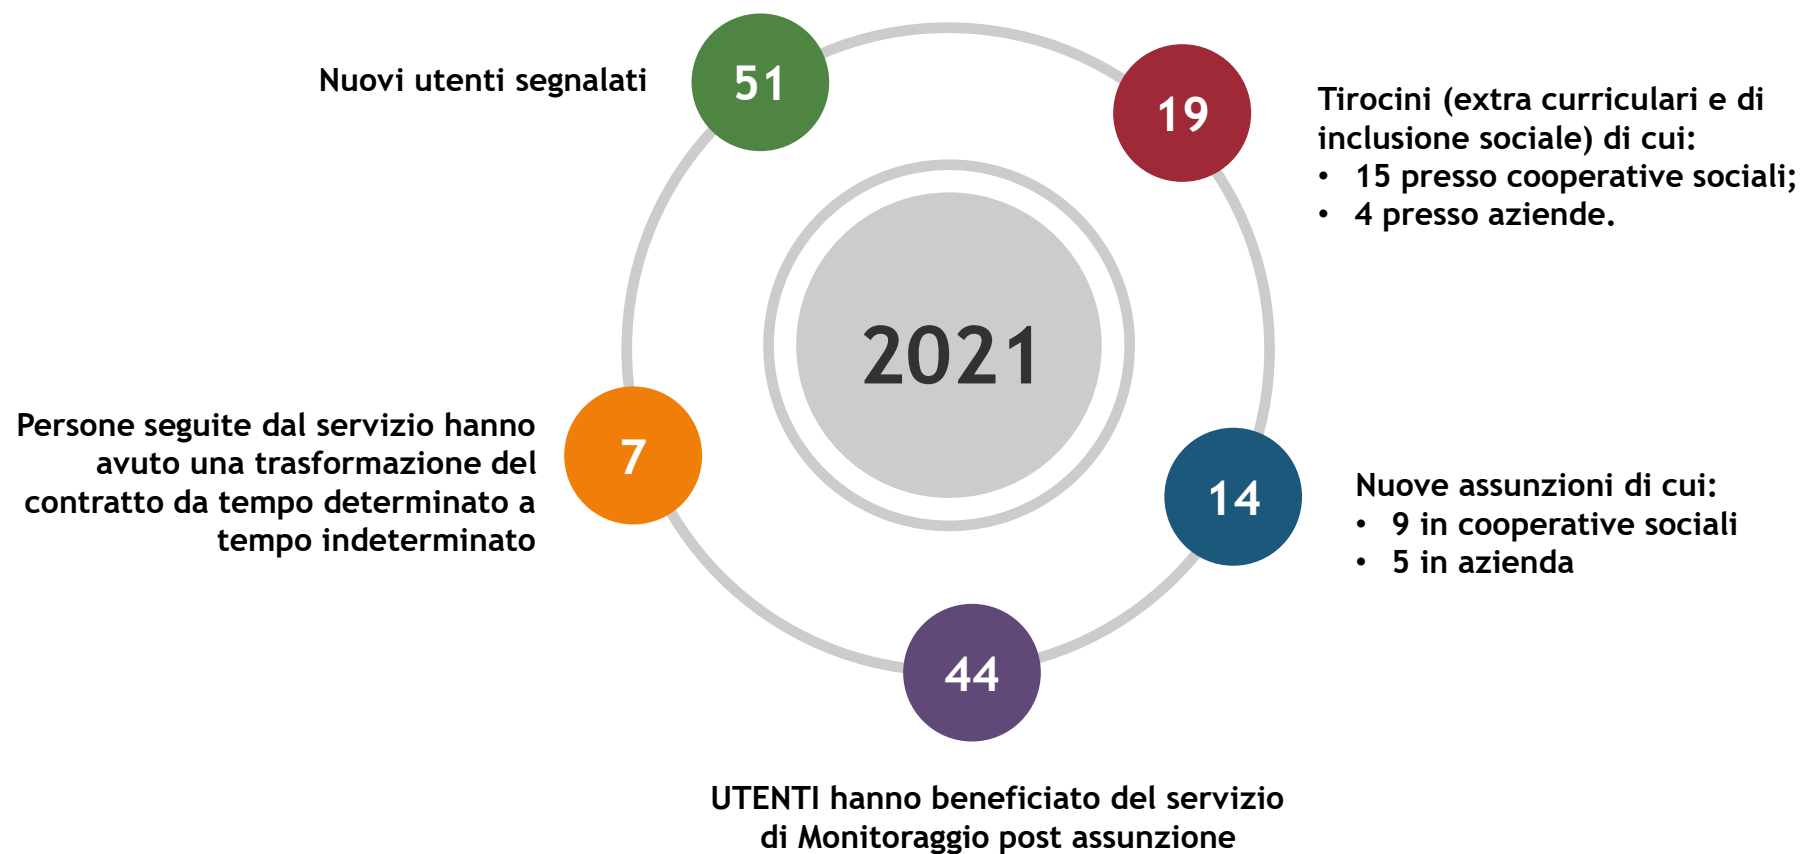 Nuovi utenti segnalati
51
19
Tirocini (extra curriculari e di
inclusione sociale) di cui:
• 15 presso cooperative sociali;
• 4 presso aziende.
2021
Persone seguite dal servizio hanno
avuto una trasformazione del
contratto da tempo determinato a
tempo indeterminato
7
14
Nuove assunzioni di cui:
• 9 in cooperative sociali
• 5 in azienda
44
UTENTI hanno beneficiato del servizio
di Monitoraggio post assunzione